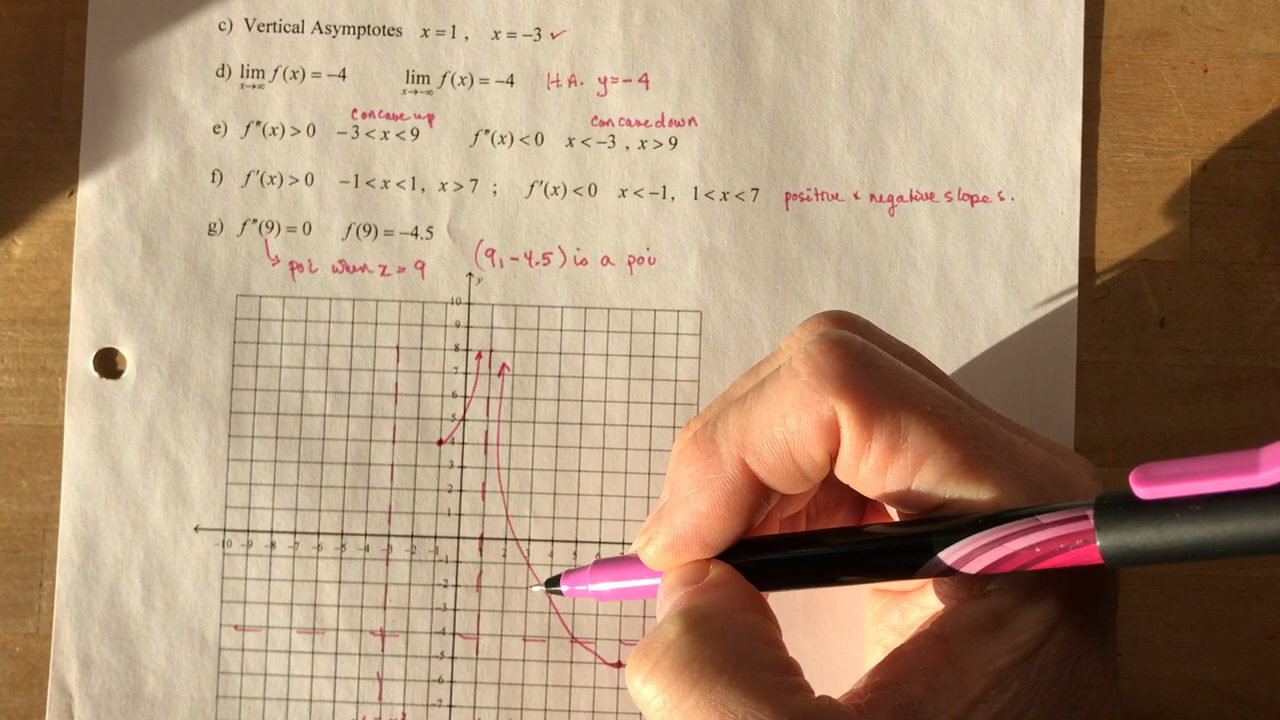 c) Vertical Asymptotes x = 1 , x = −3 ✓
d) lim x→∞ f(x) = −4 lim x→−∞ f(x) = −4 H.A. y = −4
concave up concave down
e) f″(x) > 0 −3 < x < 9 f″(x) < 0 x < −3 , x > 9
f) f′(x) > 0 −1 < x < 1, x > 7 ; f′(x) < 0 x < −1, 1 < x < 7 positive & negative slopes.
g) f″(9) = 0 f(9) = −4.5
↳ poi when x = 9 (9, −4.5) is a poi
y
10
9
8
7
6
5
4
3
2
1
-10 -9 -8 -7 -6 -5 -4 -3 -2 -1 1 2 4 5 6 7
-1
-2
-3
-4
-5
-6
-7